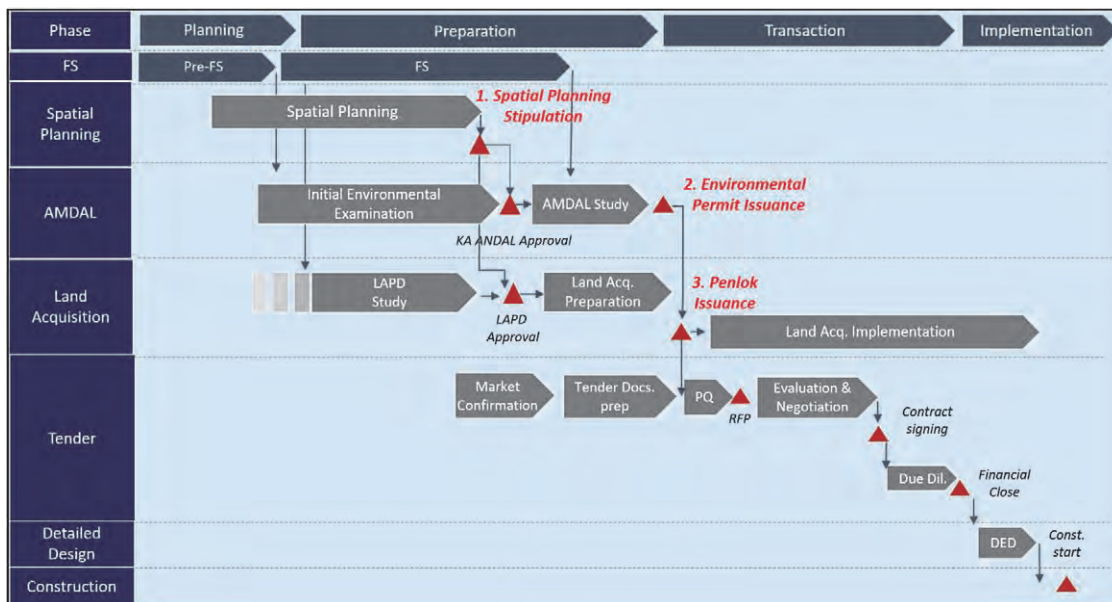 Phase
Planning
Preparation
Transaction
Implementation
FS
Pre-FS
FS
Spatial
Planning
Spatial Planning
1. Spatial Planning
Stipulation
AMDAL
Initial Environmental
Examination
KA ANDAL Approval
AMDAL Study
2. Environmental
Permit Issuance
Land
Acquisition
LAPD
Study
LAPD
Approval
Land Acq.
Preparation
3. Penlok
Issuance
Land Acq. Implementation
Tender
Market
Confirmation
Tender Docs.
prep
PQ
RFP
Evaluation &
Negotiation
Contract
signing
Due Dil.
Financial
Close
Detailed
Design
DED
Const.
start
Construction